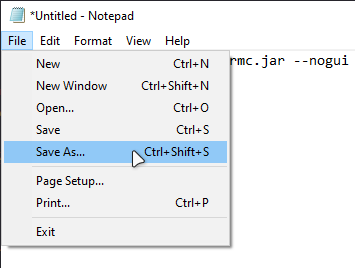 *Untitled - Notepad
File Edit Format View Help
rmc.jar --nogui
New Ctrl+N
New Window Ctrl+Shift+N
Open... Ctrl+O
Save Ctrl+S
Save As... Ctrl+Shift+S
Page Setup...
Print... Ctrl+P
Exit